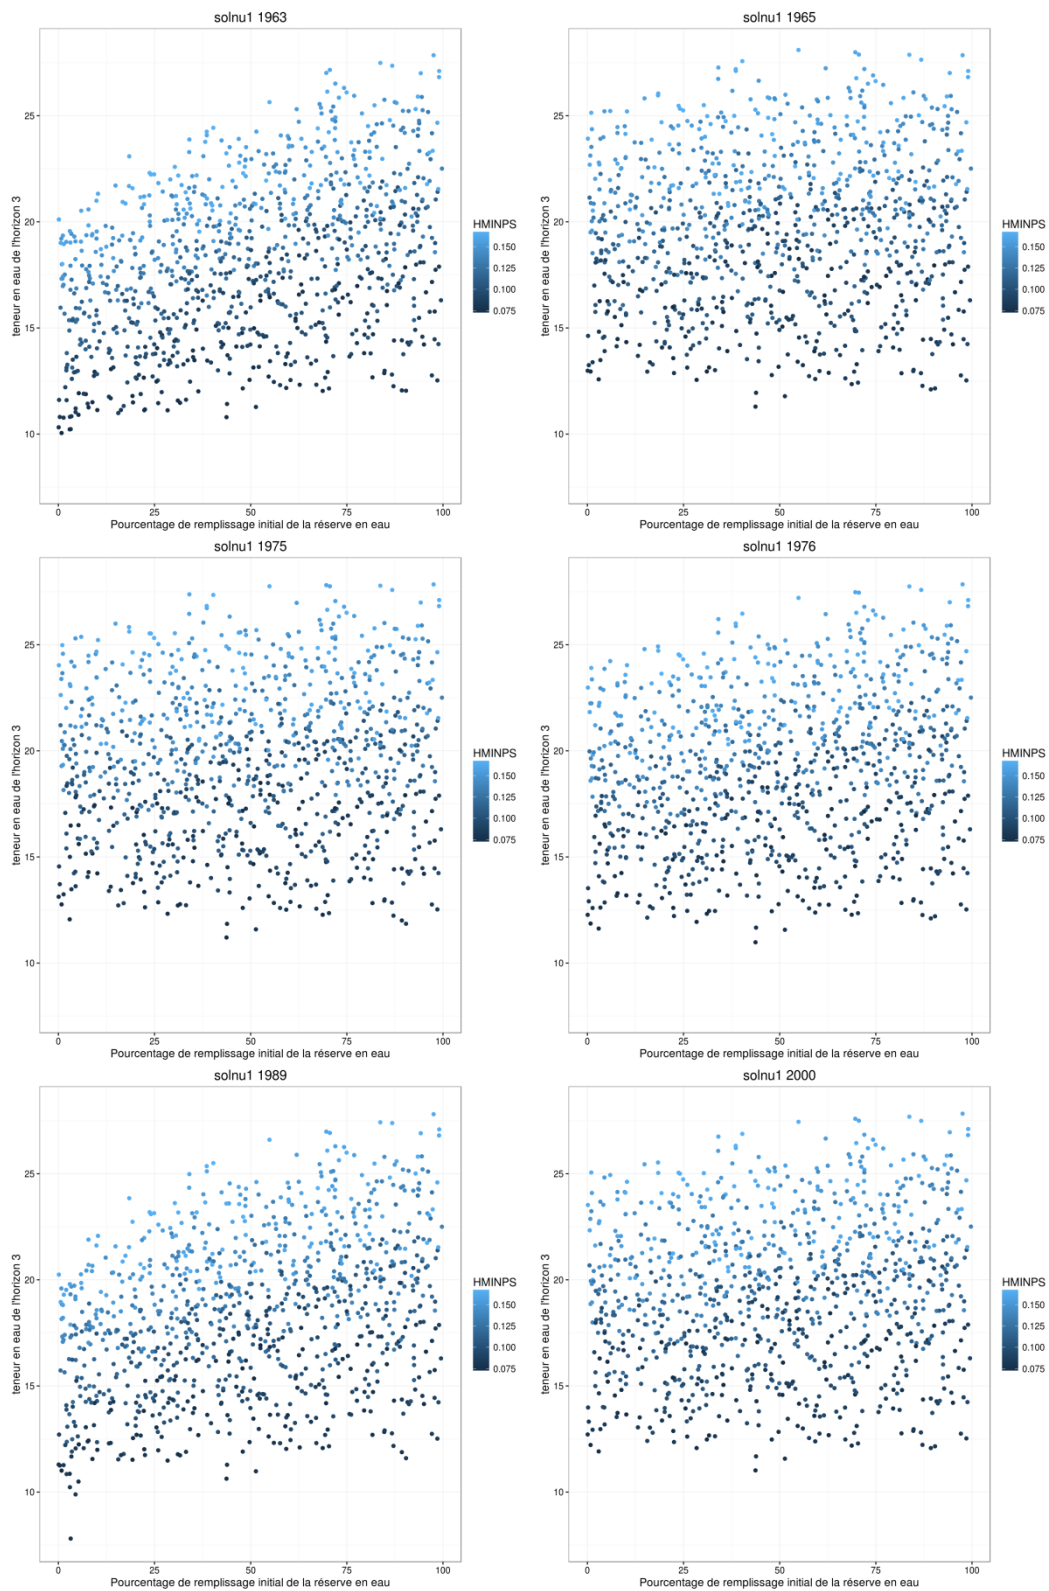 solnu1 1963
teneur en eau de l'horizon 3
25
20
15
10
0 25 50 75 100
Pourcentage de remplissage initial de la réserve en eau
HMINPS
0.150
0.125
0.100
0.075
solnu1 1965
teneur en eau de l'horizon 3
25
20
15
10
0 25 50 75 100
Pourcentage de remplissage initial de la réserve en eau
HMINPS
0.150
0.125
0.100
0.075
solnu1 1975
teneur en eau de l'horizon 3
25
20
15
10
0 25 50 75 100
Pourcentage de remplissage initial de la réserve en eau
HMINPS
0.150
0.125
0.100
0.075
solnu1 1976
teneur en eau de l'horizon 3
25
20
15
10
0 25 50 75 100
Pourcentage de remplissage initial de la réserve en eau
HMINPS
0.150
0.125
0.100
0.075
solnu1 1989
teneur en eau de l'horizon 3
25
20
15
10
0 25 50 75 100
Pourcentage de remplissage initial de la réserve en eau
HMINPS
0.150
0.125
0.100
0.075
solnu1 2000
teneur en eau de l'horizon 3
25
20
15
10
0 25 50 75 100
Pourcentage de remplissage initial de la réserve en eau
HMINPS
0.150
0.125
0.100
0.075